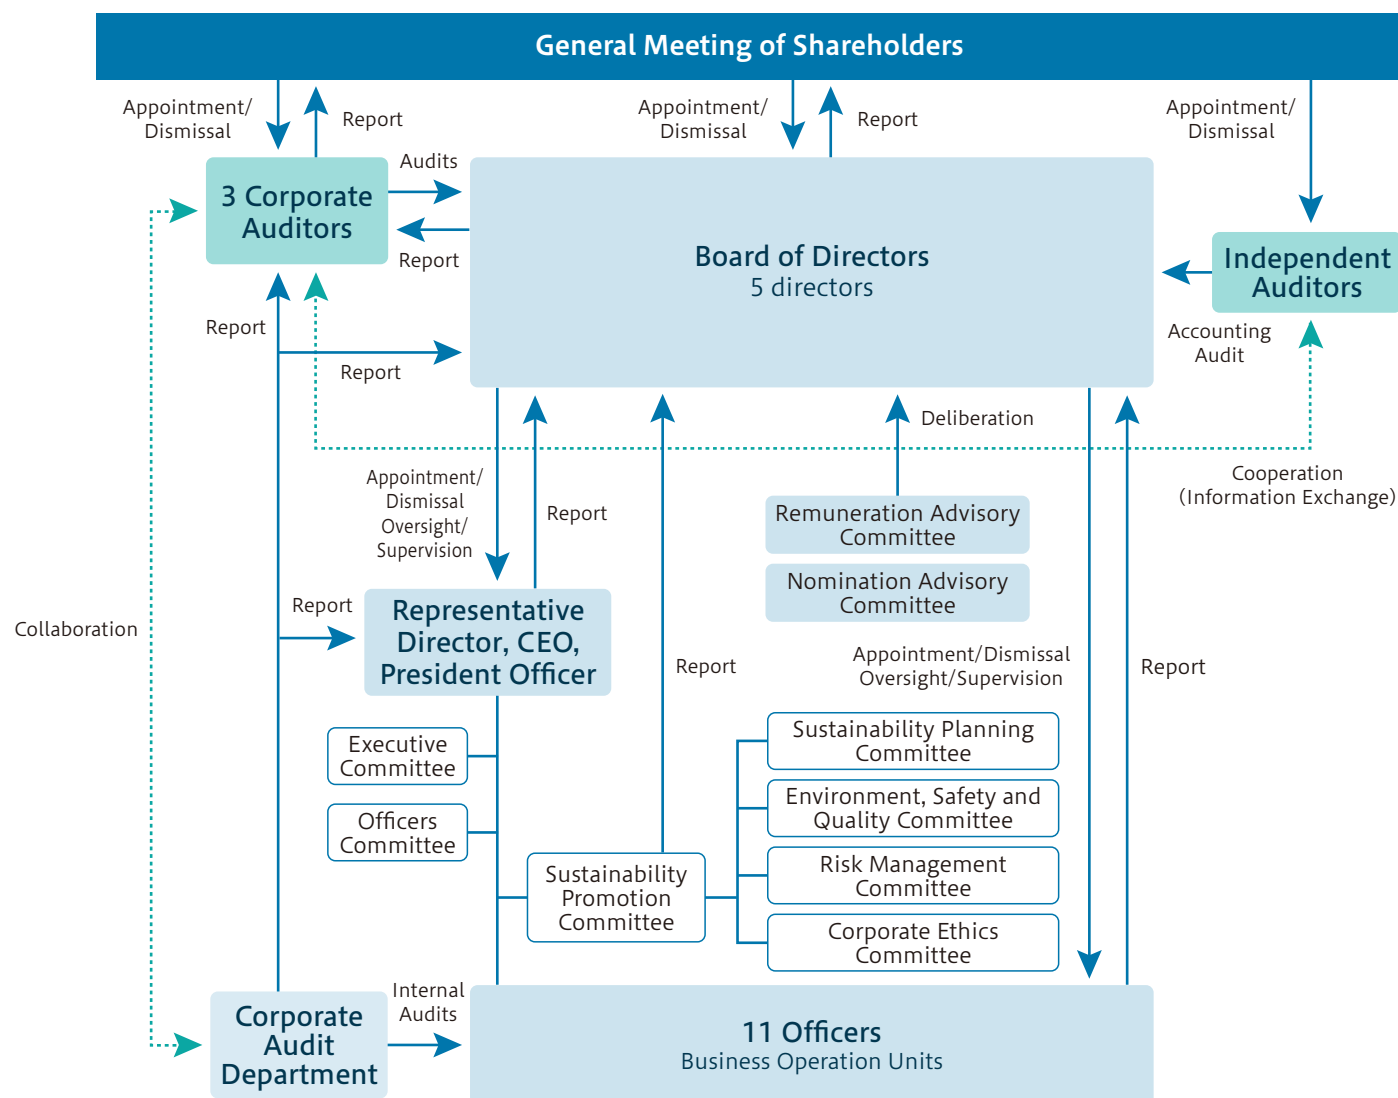 General Meeting of Shareholders
Appointment/
Dismissal
Report
Appointment/
Dismissal
Report
Appointment/
Dismissal
Audits
3 Corporate
Auditors
Report
Board of Directors
5 directors
Independent
Auditors
Accounting
Audit
Report
Report
Deliberation
Cooperation
(Information Exchange)
Appointment/
Dismissal
Oversight/
Supervision
Report
Remuneration Advisory
Committee
Nomination Advisory
Committee
Collaboration
Report
Representative
Director, CEO,
President Officer
Report
Appointment/Dismissal
Oversight/Supervision
Report
Executive
Committee
Officers
Committee
Sustainability
Promotion
Committee
Sustainability Planning
Committee
Environment, Safety and
Quality Committee
Risk Management
Committee
Corporate Ethics
Committee
Corporate
Audit
Department
Internal
Audits
11 Officers
Business Operation Units